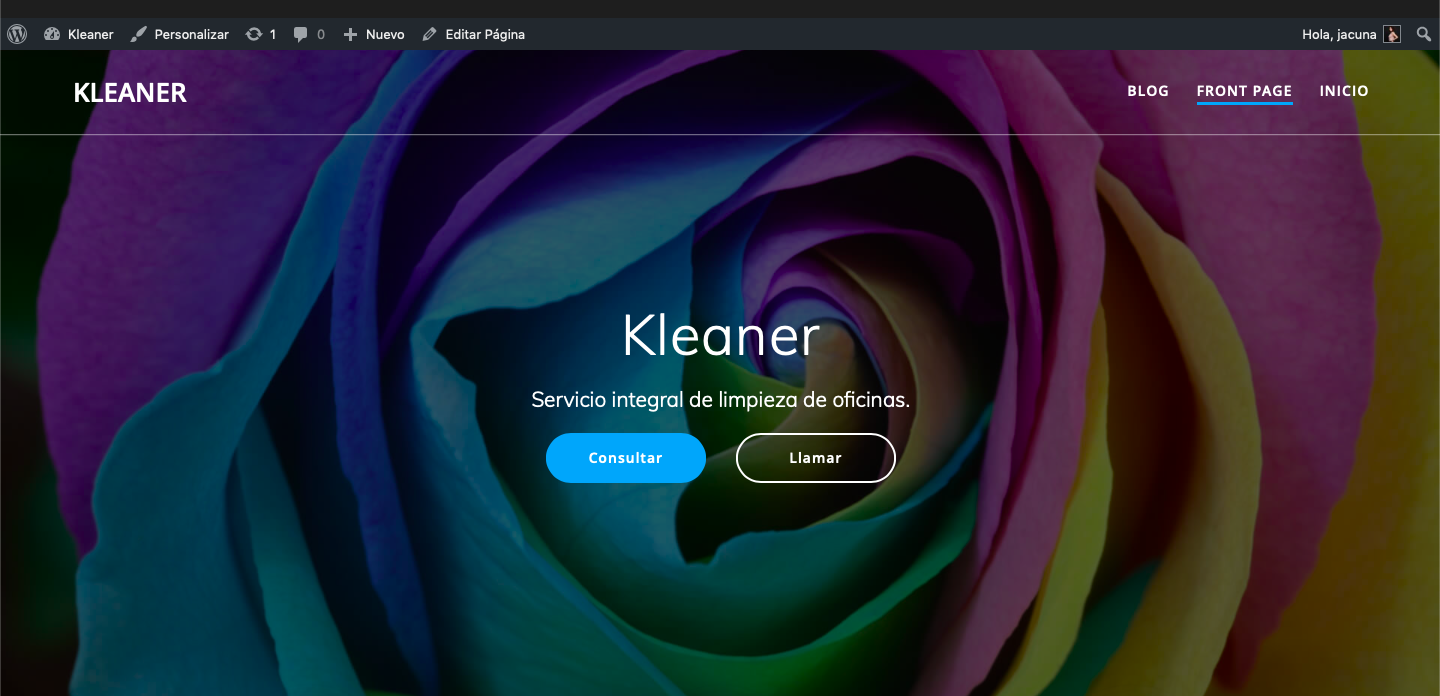 Kleaner Personalizar 1 0 Nuevo Editar Página Hola, jacuna
KLEANER BLOG FRONT PAGE INICIO
Kleaner
Servicio integral de limpieza de oficinas.
Consultar Llamar